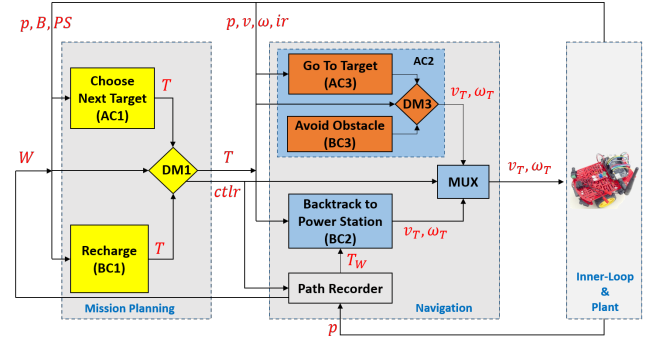 p, B, PS
p, v, ω, ir
Choose
Next Target
(AC1)
T
Go To Target
(AC3)
AC2
DM3
v_T, ω_T
Avoid Obstacle
(BC3)
W
DM1
T
ctlr
MUX
v_T, ω_T
Recharge
(BC1)
T
Backtrack to
Power Station
(BC2)
v_T, ω_T
T_W
Path Recorder
Mission Planning
Navigation
Inner-Loop
&
Plant
p